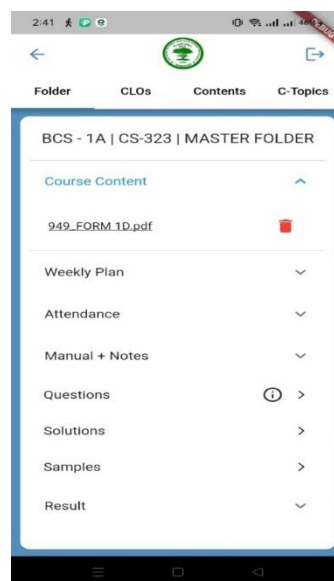 2:41
Folder CLOs Contents C-Topics
BCS - 1A | CS-323 | MASTER FOLDER
Course Content
949_FORM 1D.pdf
Weekly Plan
Attendance
Manual + Notes
Questions
Solutions
Samples
Result